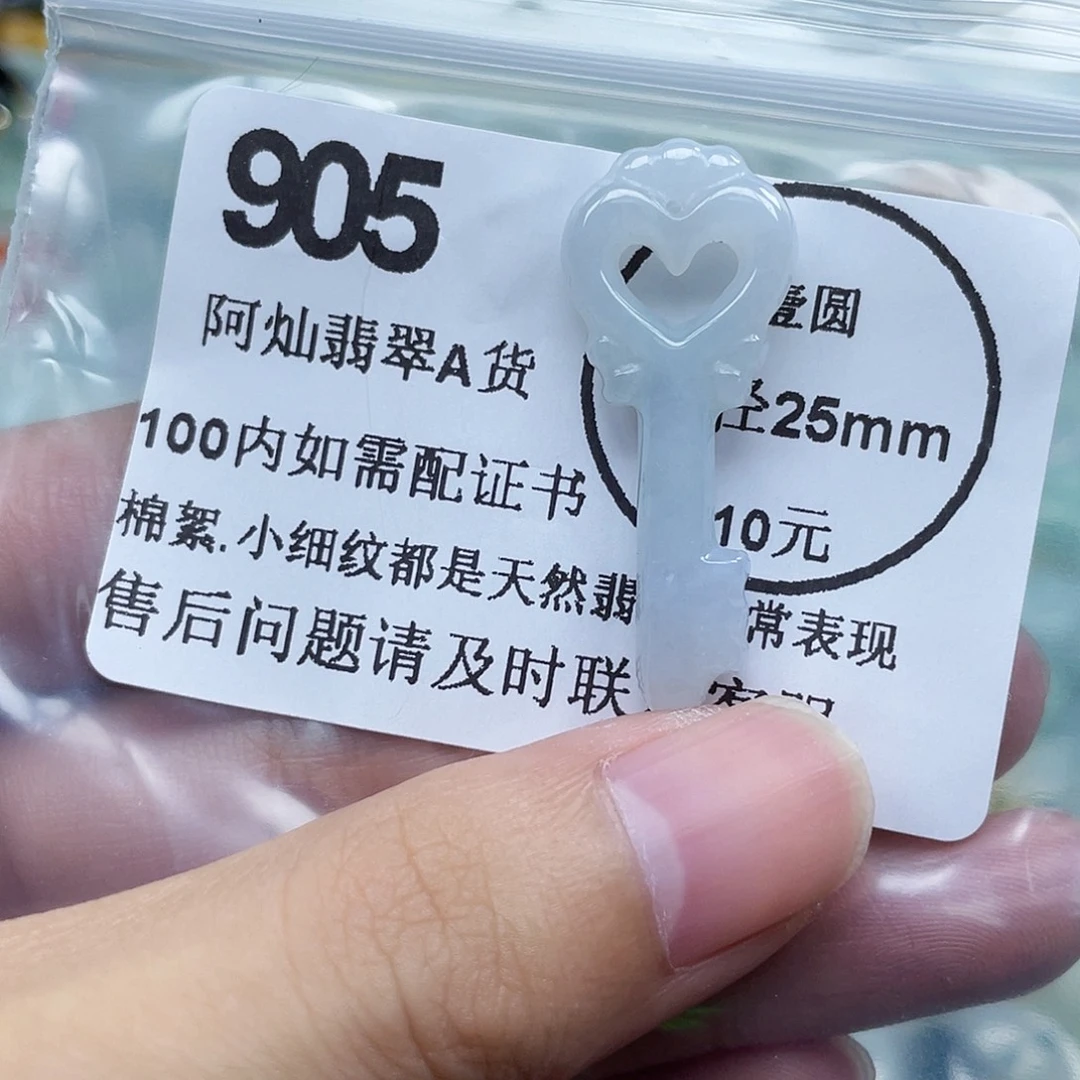 905
阿灿翡翠A货
圆
25mm
100内如需配证书
10元
棉絮.小细纹都是天然翡
常表现
售后问题请及时联